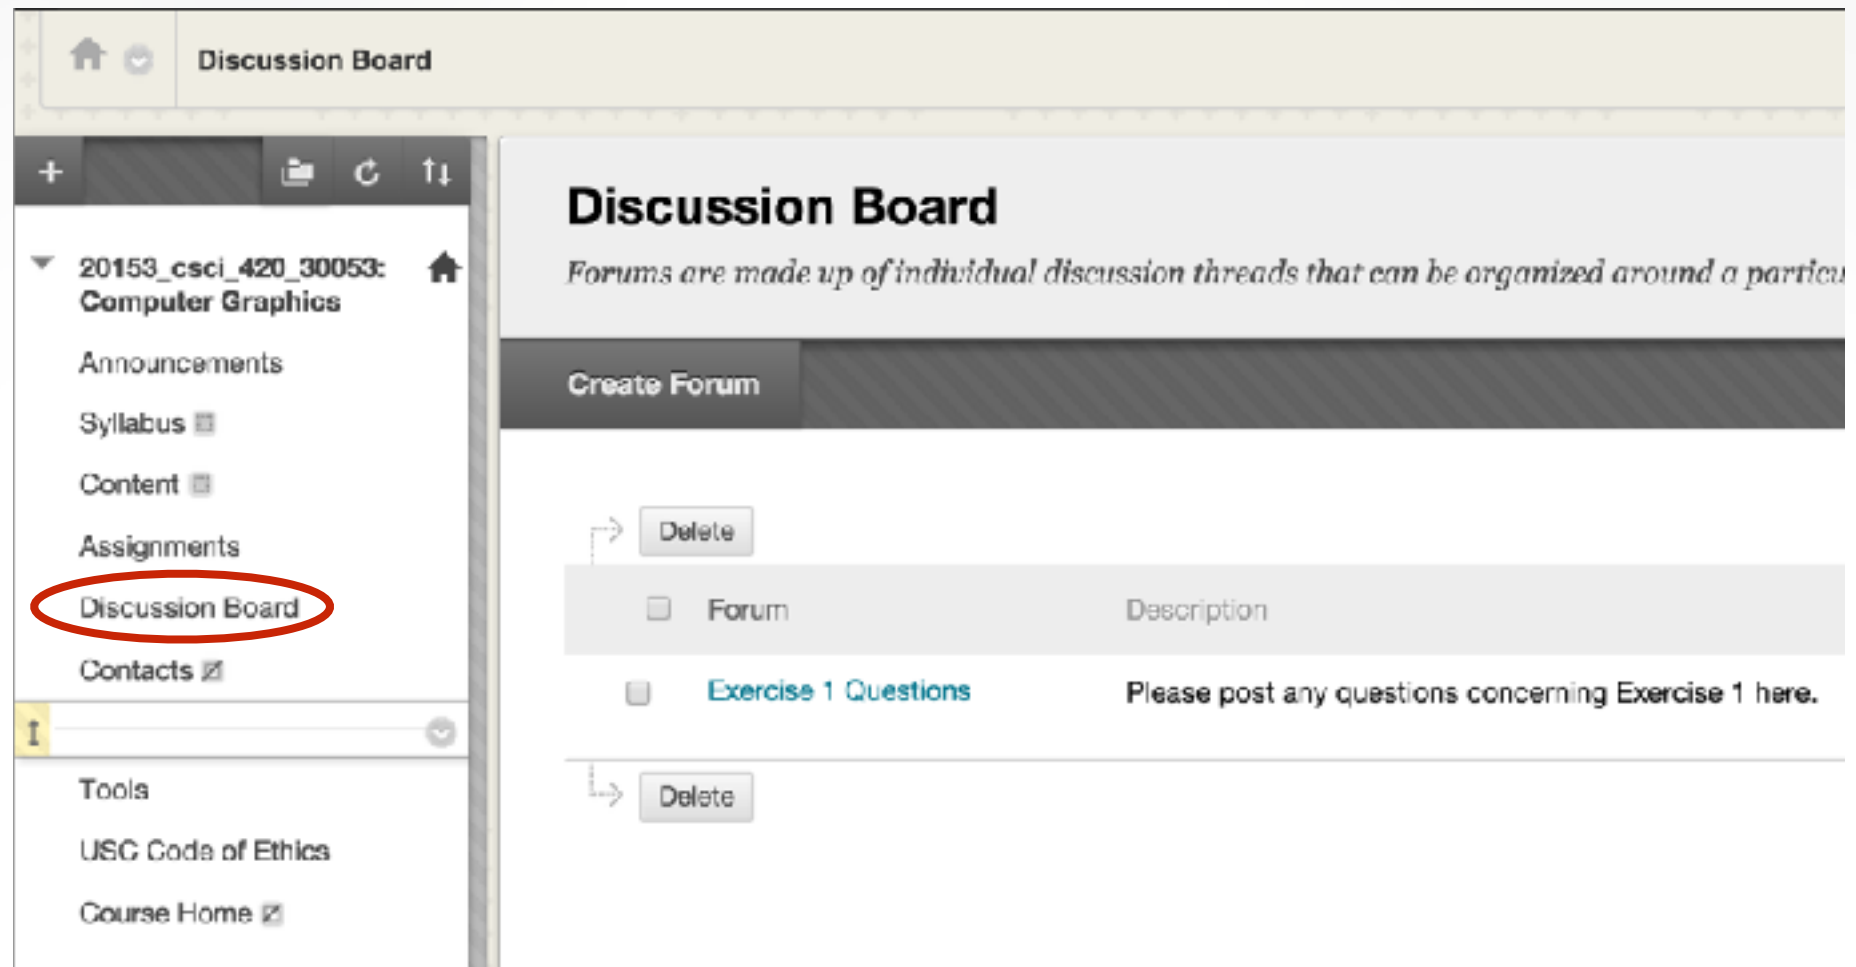 Discussion Board
20153_csci_420_30053:
Computer Graphics
Announcements
Syllabus
Content
Assignments
Discussion Board
Contacts
Tools
USC Code of Ethics
Course Home
Discussion Board
Forums are made up of individual discussion threads that can be organized around a particu
Create Forum
Delete
Forum Description
Exercise 1 Questions Please post any questions concerning Exercise 1 here.
Delete